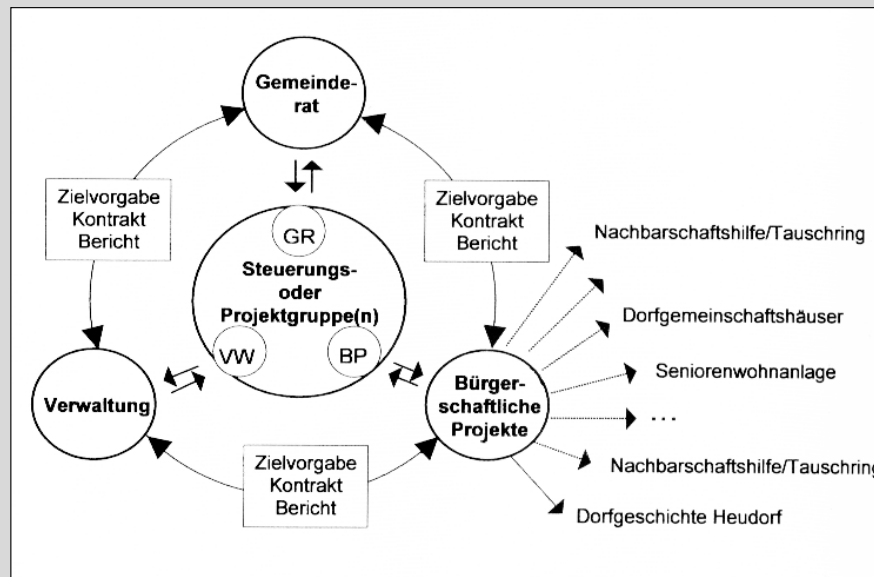 Gemeinde-
rat
Zielvorgabe
Kontrakt
Bericht
Zielvorgabe
Kontrakt
Bericht
GR
Steuerungs-
oder
Projektgruppe(n)
VW
BP
Verwaltung
Bürger-
schaftliche
Projekte
Zielvorgabe
Kontrakt
Bericht
Nachbarschaftshilfe/Tauschring
Dorfgemeinschaftshäuser
Seniorenwohnanlage
...
Nachbarschaftshilfe/Tauschring
Dorfgeschichte Heudorf